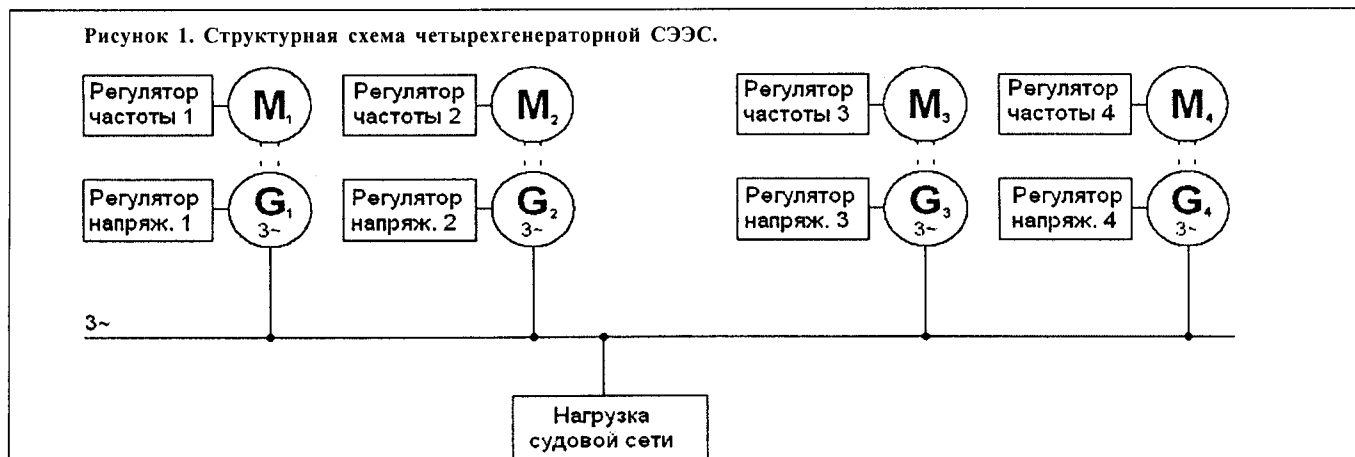 Рисунок 1. Структурная схема четырехгенераторной СЭЭС.
Регулятор
частоты 1
M₁
Регулятор
частоты 2
M₂
Регулятор
частоты 3
M₃
Регулятор
частоты 4
M₄
Регулятор
напряж. 1
G₁
3~
Регулятор
напряж. 2
G₂
3~
Регулятор
напряж. 3
G₃
3~
Регулятор
напряж. 4
G₄
3~
3~
Нагрузка
судовой сети